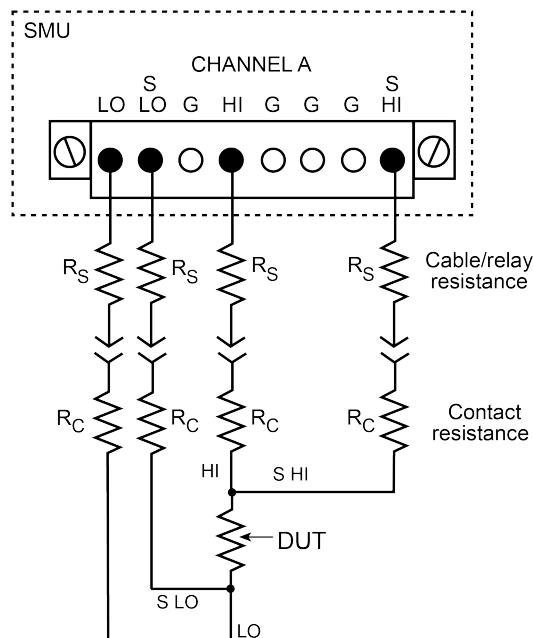 SMU
CHANNEL A
S S
LO LO G HI G G G HI
RS RS RS RS
Cable/relay
resistance
RC RC RC RC
Contact
resistance
HI S HI
DUT
S LO
LO